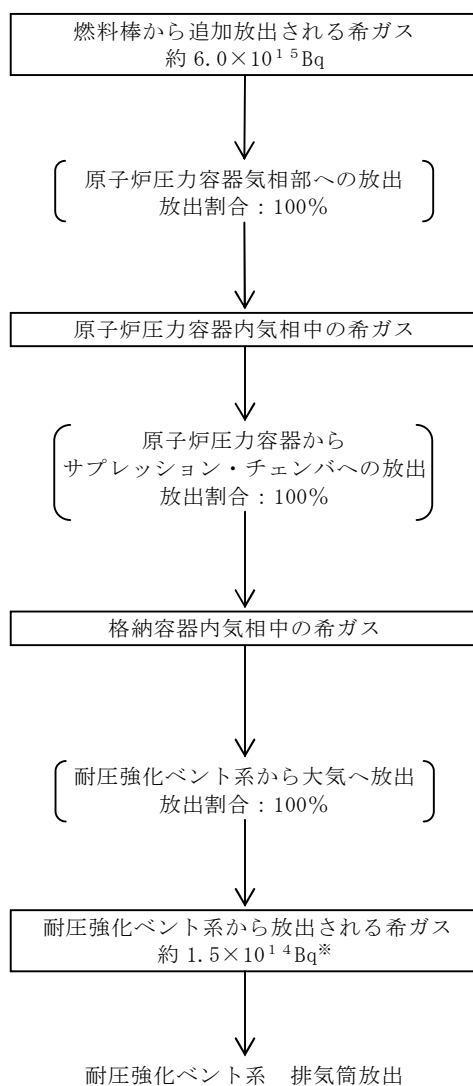 燃料棒から追加放出される希ガス
約 6.0×10¹⁵Bq
原子炉圧力容器気相部への放出
放出割合：100%
原子炉圧力容器内気相中の希ガス
原子炉圧力容器から
サプレッション・チェンバへの放出
放出割合：100%
格納容器内気相中の希ガス
耐圧強化ベント系から大気へ放出
放出割合：100%
耐圧強化ベント系から放出される希ガス
約 1.5×10¹⁴Bq※
耐圧強化ベント系　排気筒放出